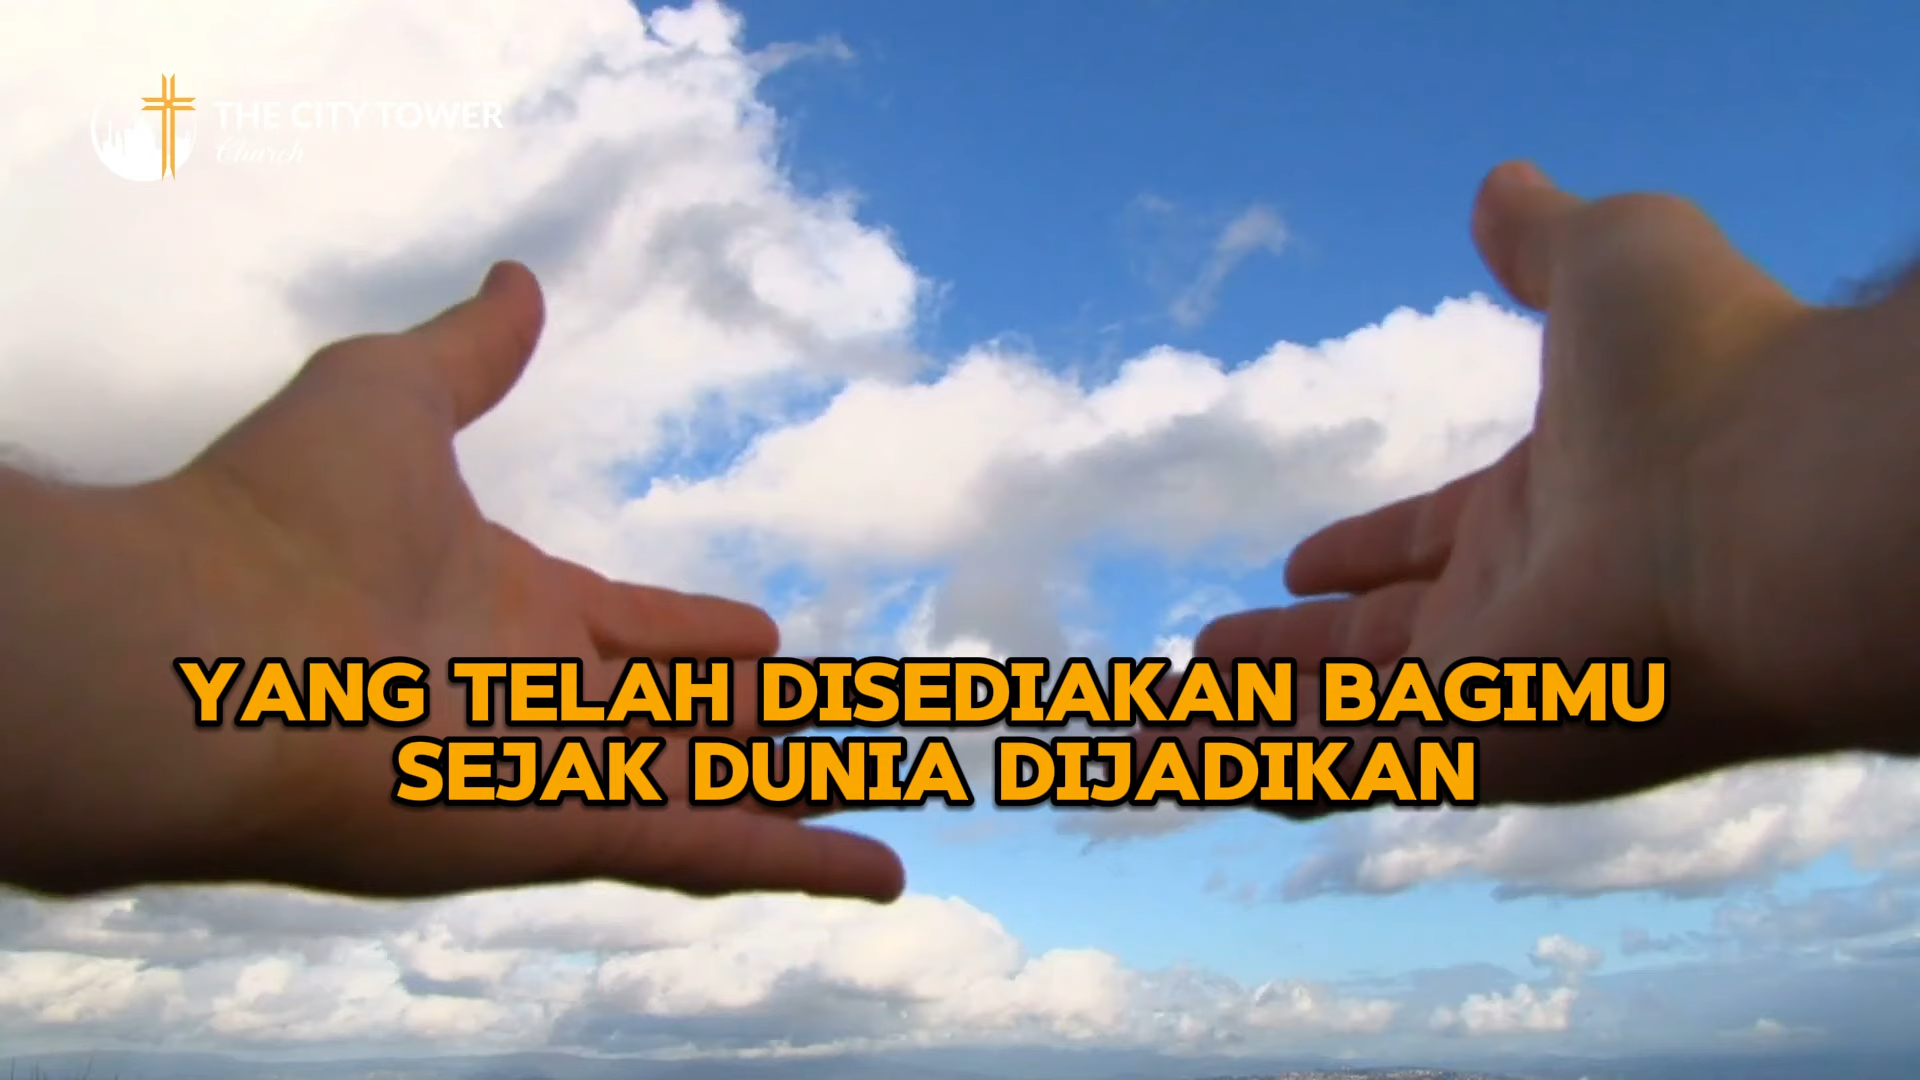 THE CITY TOWER
Church
YANG TELAH DISEDIAKAN BAGIMU
SEJAK DUNIA DIJADIKAN